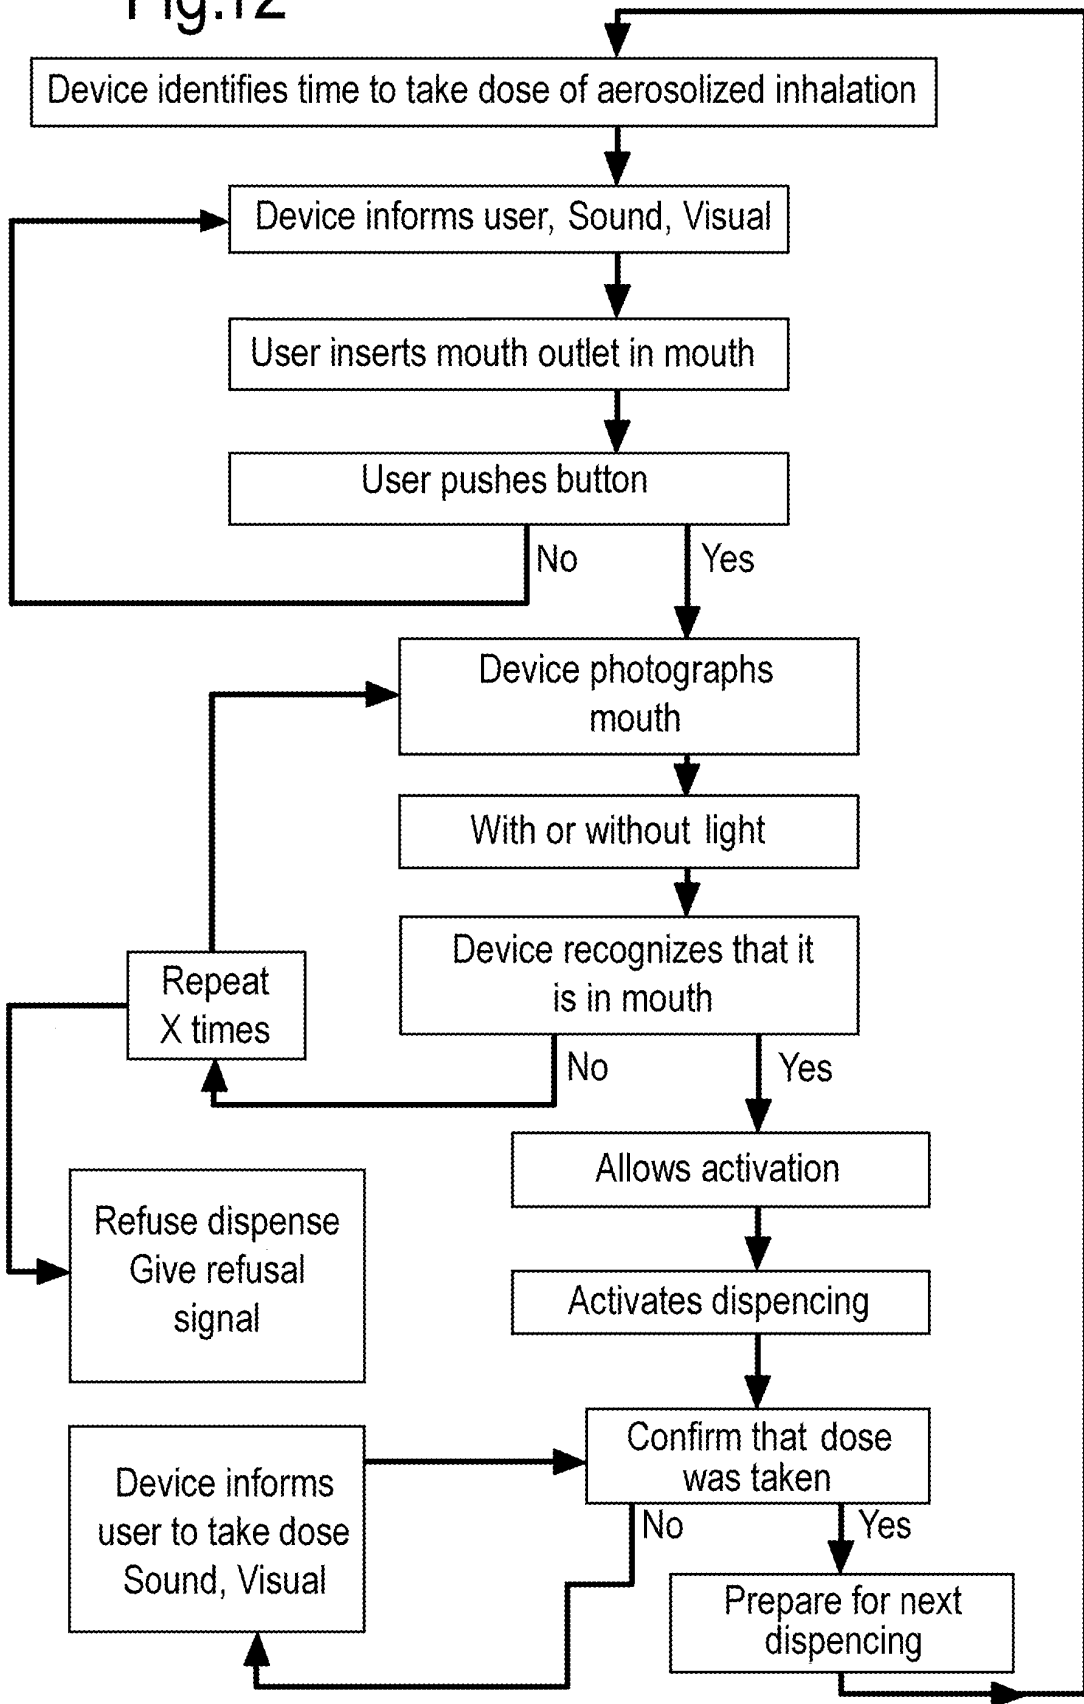 Fig.12
Device identifies time to take dose of aerosolized inhalation
Device informs user, Sound, Visual
User inserts mouth outlet in mouth
User pushes button
No
Yes
Device photographs
mouth
With or without light
Device recognizes that it
is in mouth
Repeat
X times
No
Yes
Allows activation
Refuse dispense
Give refusal
signal
Activates dispencing
Confirm that dose
was taken
Device informs
user to take dose
Sound, Visual
No
Yes
Prepare for next
dispencing